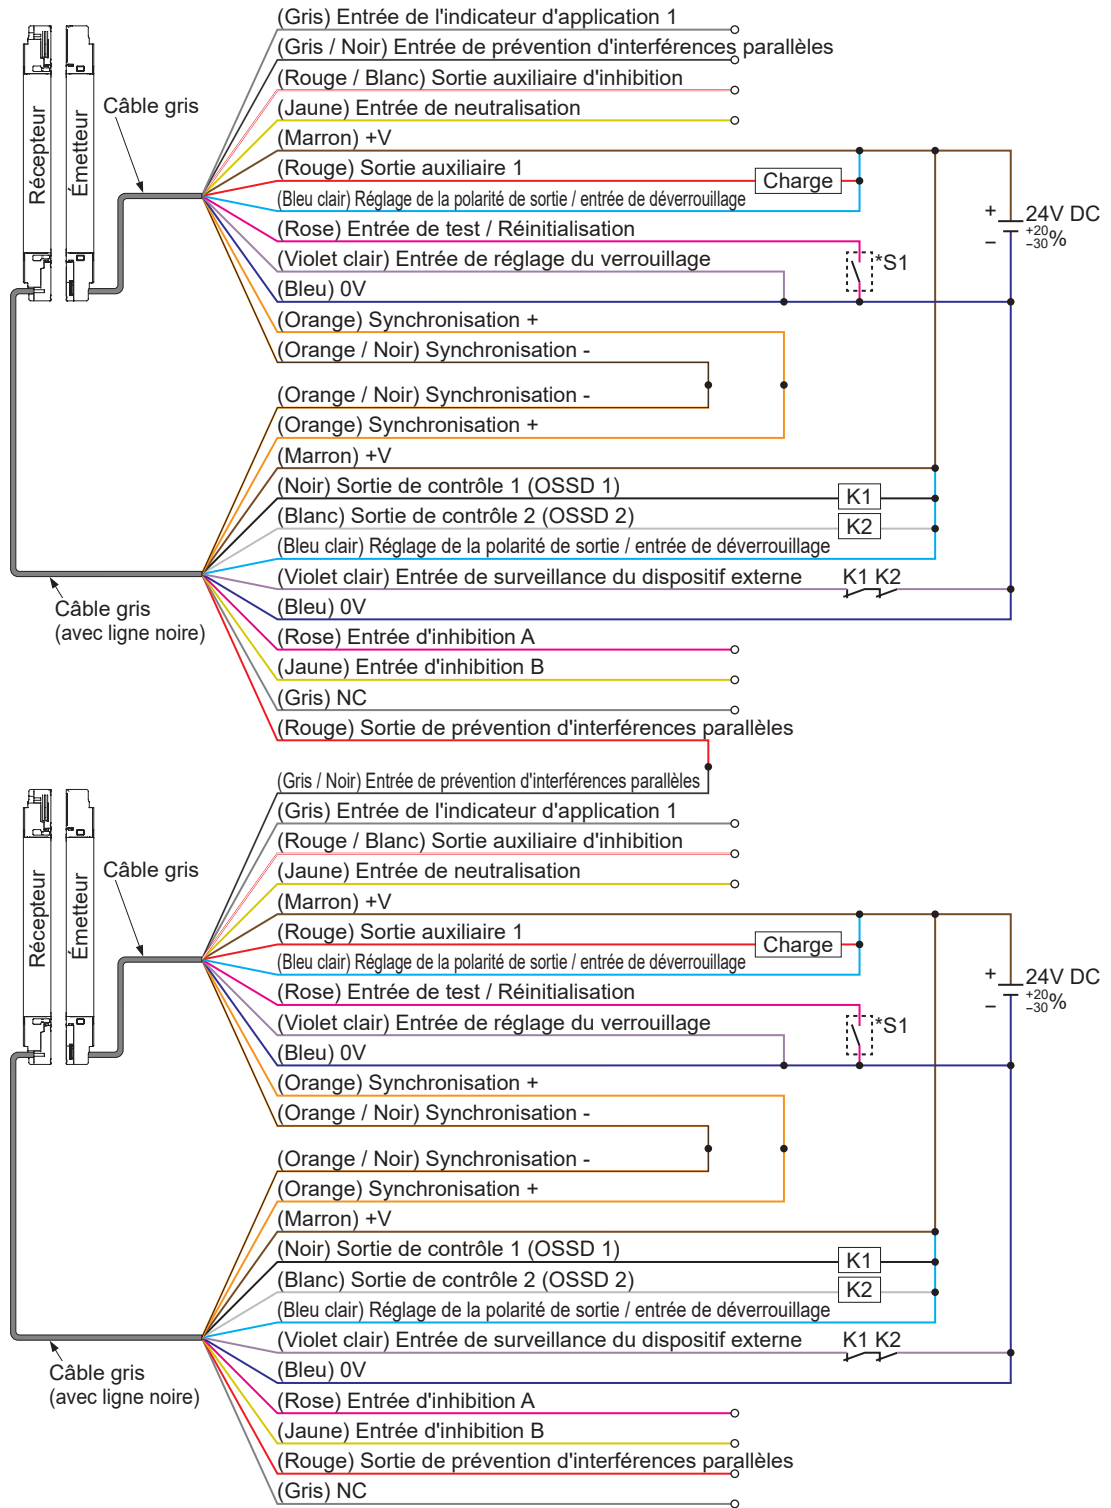 (Gris) Entrée de l'indicateur d'application 1
(Gris / Noir) Entrée de prévention d'interférences parallèles
(Rouge / Blanc) Sortie auxiliaire d'inhibition
(Jaune) Entrée de neutralisation
(Marron) +V
(Rouge) Sortie auxiliaire 1
Charge
(Bleu clair) Réglage de la polarité de sortie / entrée de déverrouillage
(Rose) Entrée de test / Réinitialisation
(Violet clair) Entrée de réglage du verrouillage
(Bleu) 0V
(Orange) Synchronisation +
(Orange / Noir) Synchronisation -
Récepteur
Émetteur
Câble gris
*S1
+
−
24V DC
+20
−30 %
(Orange / Noir) Synchronisation -
(Orange) Synchronisation +
(Marron) +V
(Noir) Sortie de contrôle 1 (OSSD 1)
K1
(Blanc) Sortie de contrôle 2 (OSSD 2)
K2
(Bleu clair) Réglage de la polarité de sortie / entrée de déverrouillage
(Violet clair) Entrée de surveillance du dispositif externe
K1 K2
(Bleu) 0V
(Rose) Entrée d'inhibition A
(Jaune) Entrée d'inhibition B
(Gris) NC
(Rouge) Sortie de prévention d'interférences parallèles
Câble gris
(avec ligne noire)
(Gris / Noir) Entrée de prévention d'interférences parallèles
(Gris) Entrée de l'indicateur d'application 1
(Rouge / Blanc) Sortie auxiliaire d'inhibition
(Jaune) Entrée de neutralisation
(Marron) +V
(Rouge) Sortie auxiliaire 1
Charge
(Bleu clair) Réglage de la polarité de sortie / entrée de déverrouillage
(Rose) Entrée de test / Réinitialisation
(Violet clair) Entrée de réglage du verrouillage
(Bleu) 0V
(Orange) Synchronisation +
(Orange / Noir) Synchronisation -
Récepteur
Émetteur
Câble gris
*S1
+
−
24V DC
+20
−30 %
(Orange / Noir) Synchronisation -
(Orange) Synchronisation +
(Marron) +V
(Noir) Sortie de contrôle 1 (OSSD 1)
K1
(Blanc) Sortie de contrôle 2 (OSSD 2)
K2
(Bleu clair) Réglage de la polarité de sortie / entrée de déverrouillage
(Violet clair) Entrée de surveillance du dispositif externe
K1 K2
(Bleu) 0V
(Rose) Entrée d'inhibition A
(Jaune) Entrée d'inhibition B
(Rouge) Sortie de prévention d'interférences parallèles
(Gris) NC
Câble gris
(avec ligne noire)